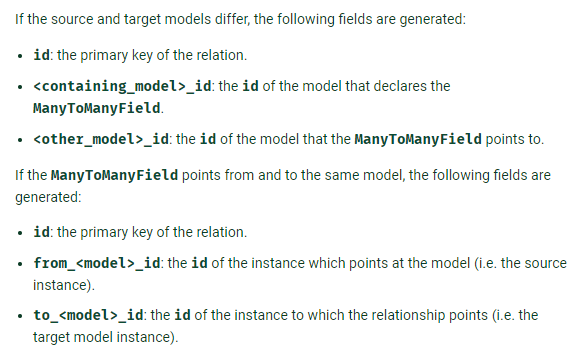 If the source and target models differ, the following fields are generated:
• id: the primary key of the relation.
• <containing_model>_id: the id of the model that declares the
ManyToManyField.
• <other_model>_id: the id of the model that the ManyToManyField points to.
If the ManyToManyField points from and to the same model, the following fields are
generated:
• id: the primary key of the relation.
• from_<model>_id: the id of the instance which points at the model (i.e. the source
instance).
• to_<model>_id: the id of the instance to which the relationship points (i.e. the
target model instance).